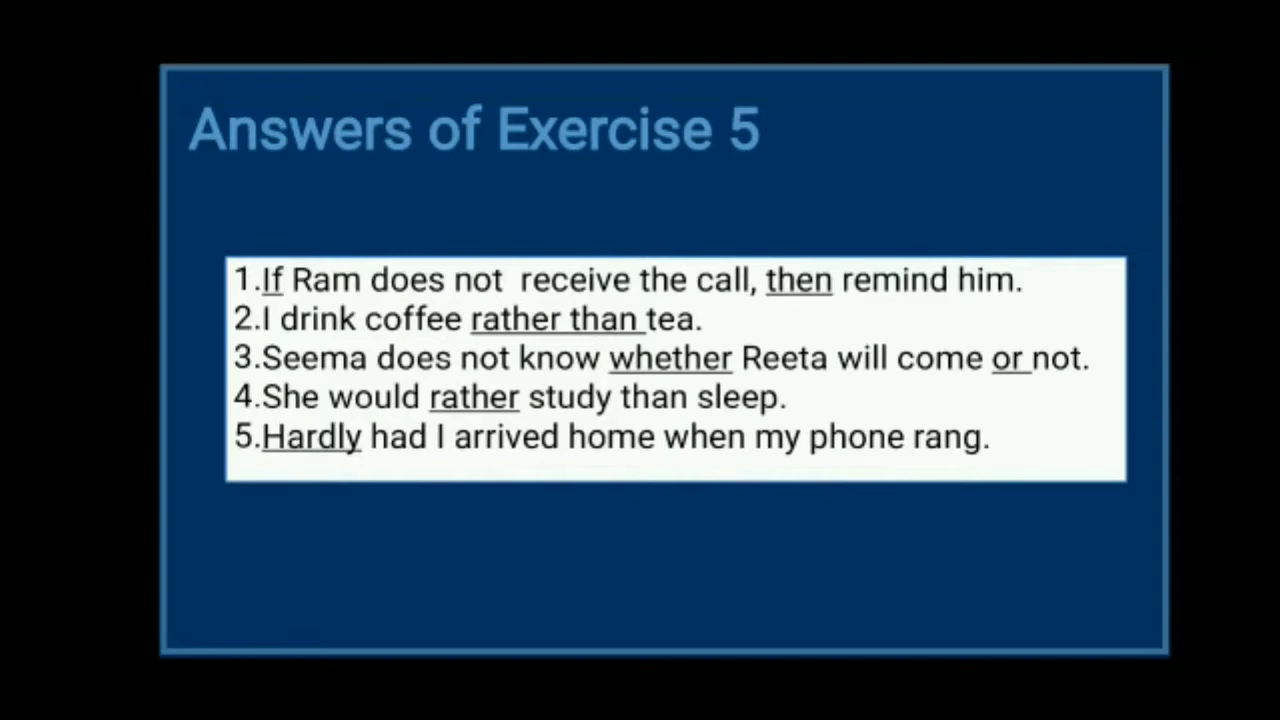 Answers of Exercise 5
1.If Ram does not  receive the call, then remind him.
2.I drink coffee rather than tea.
3.Seema does not know whether Reeta will come or not.
4.She would rather study than sleep.
5.Hardly had I arrived home when my phone rang.